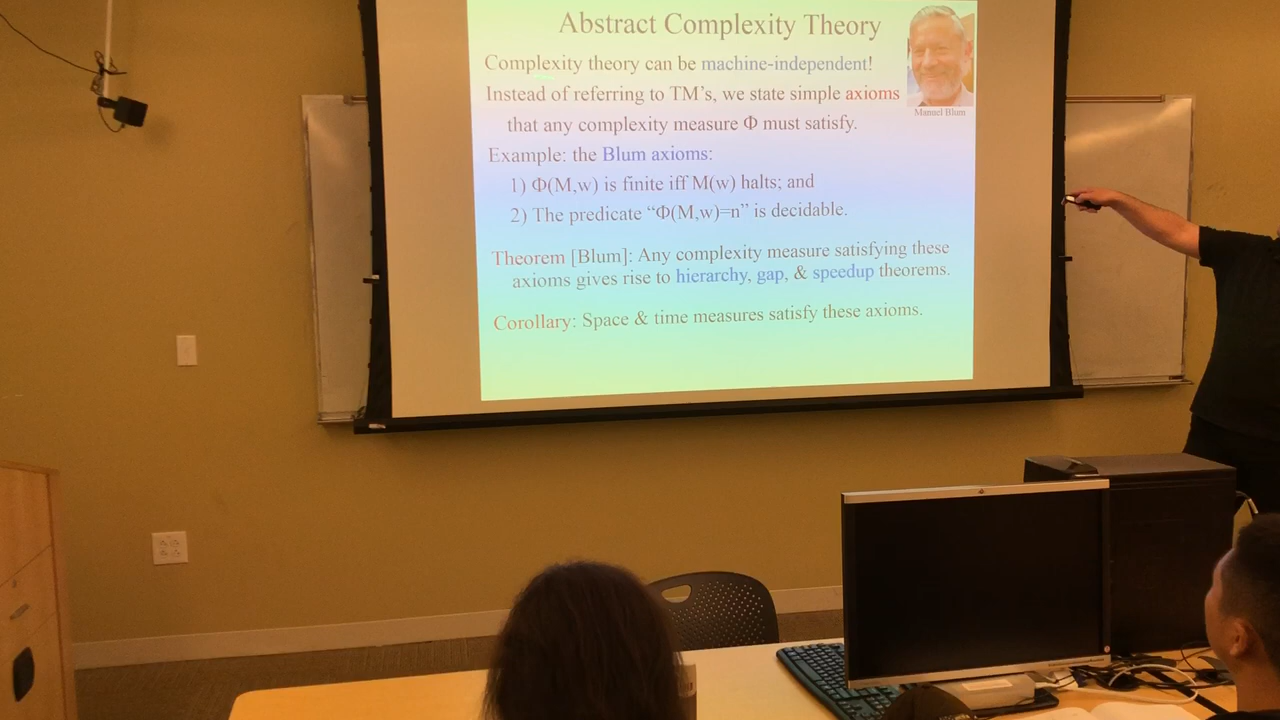 Abstract Complexity Theory
Complexity theory can be machine-independent!
Instead of referring to TM's, we state simple axioms
that any complexity measure Φ must satisfy.
Manuel Blum
Example: the Blum axioms:
1) Φ(M,w) is finite iff M(w) halts; and
2) The predicate “Φ(M,w)=n” is decidable.
Theorem [Blum]: Any complexity measure satisfying these
axioms gives rise to hierarchy, gap, & speedup theorems.
Corollary: Space & time measures satisfy these axioms.